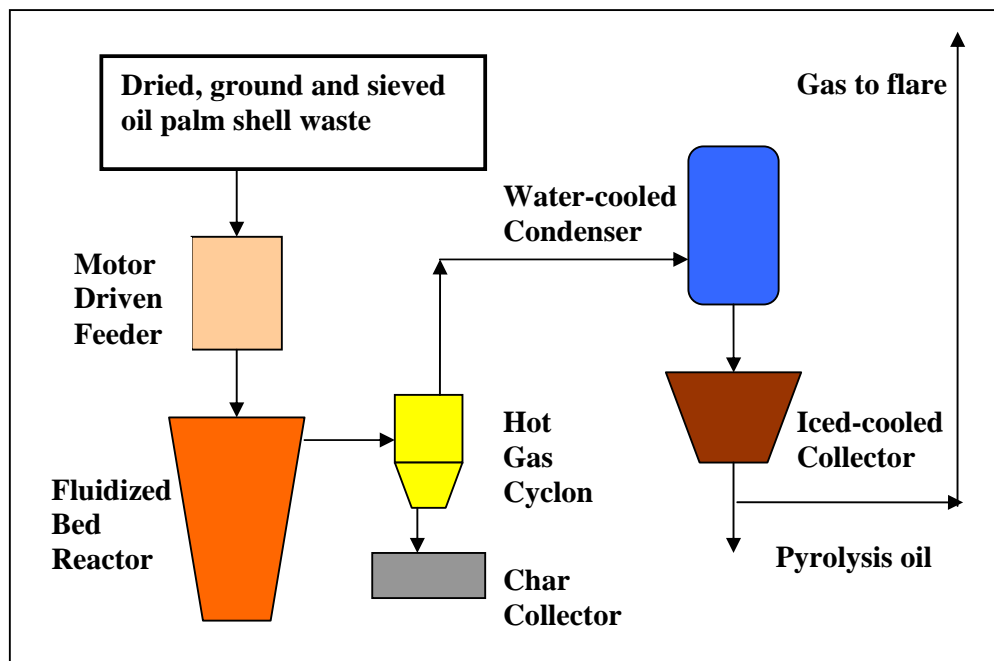 Dried, ground and sieved
oil palm shell waste
Gas to flare
Water-cooled
Condenser
Motor
Driven
Feeder
Hot
Gas
Cyclon
Iced-cooled
Collector
Fluidized
Bed
Reactor
Char
Collector
Pyrolysis oil